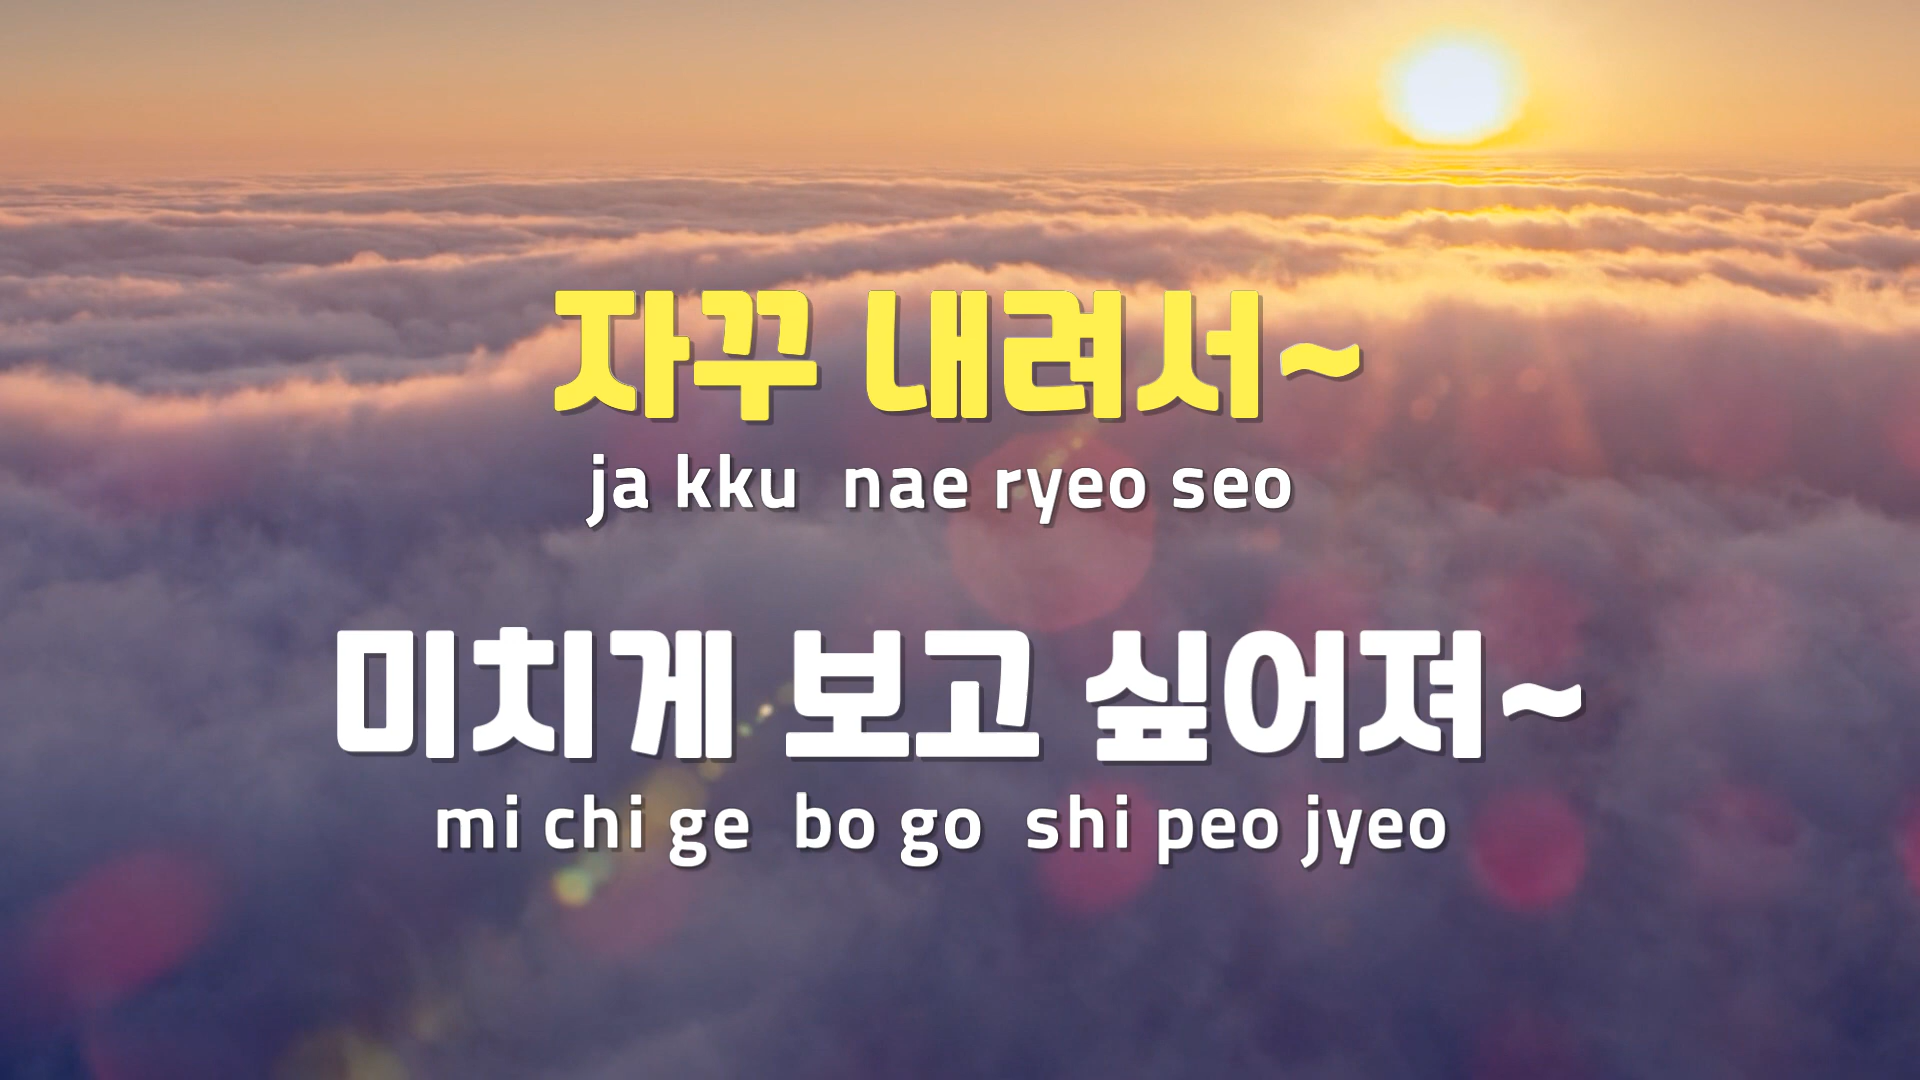 자꾸 내려서~
ja kku nae ryeo seo
미치게 보고 싶어져~
mi chi ge bo go shi peo jyeo